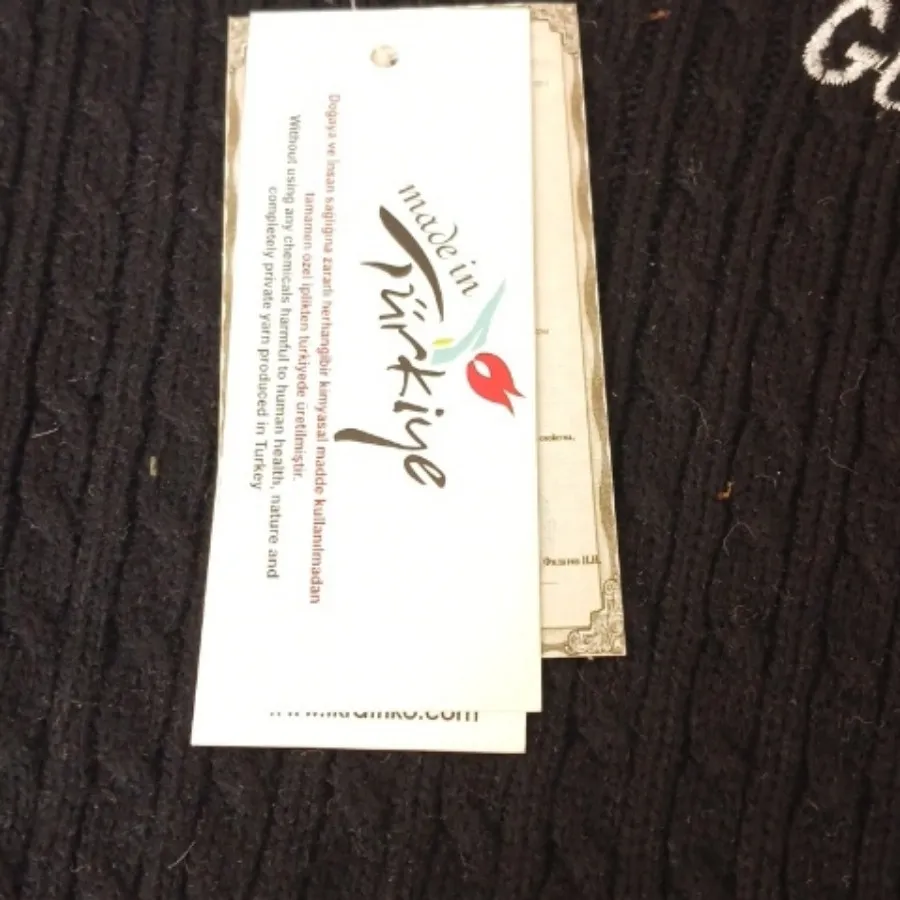 made in
Türkiye
Doğaya ve insan sağlığına zararlı herhangibir kimyasal madde kullanılmadan
tamamen özel iplikten türkiyede üretilmiştir.
Without using any chemicals harmful to human health, nature and
completely private yarn produced in Turkey